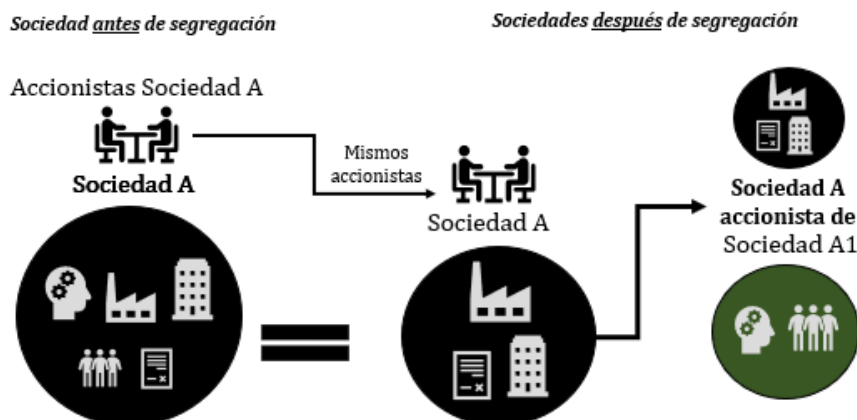 Sociedad antes de segregación
Sociedades después de segregación
Accionistas Sociedad A
Sociedad A
Mismos
accionistas
Sociedad A
Sociedad A
accionista de
Sociedad A1